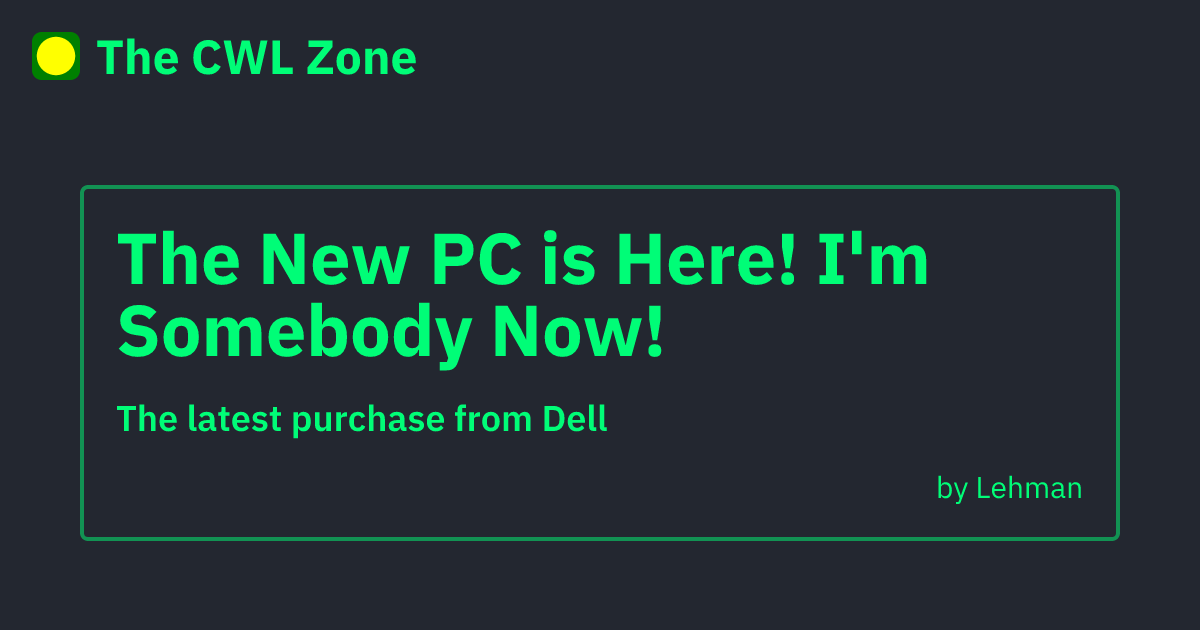 The CWL Zone
The New PC is Here! I'm
Somebody Now!
The latest purchase from Dell
by Lehman